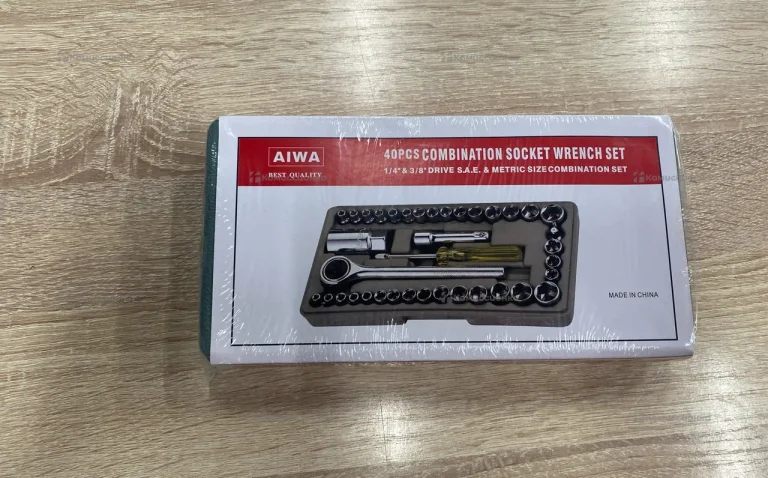 AIWA
BEST QUALITY
40PCS COMBINATION SOCKET WRENCH SET
1/4" & 3/8" DRIVE S.A.E. & METRIC SIZE COMBINATION SET
MADE IN CHINA